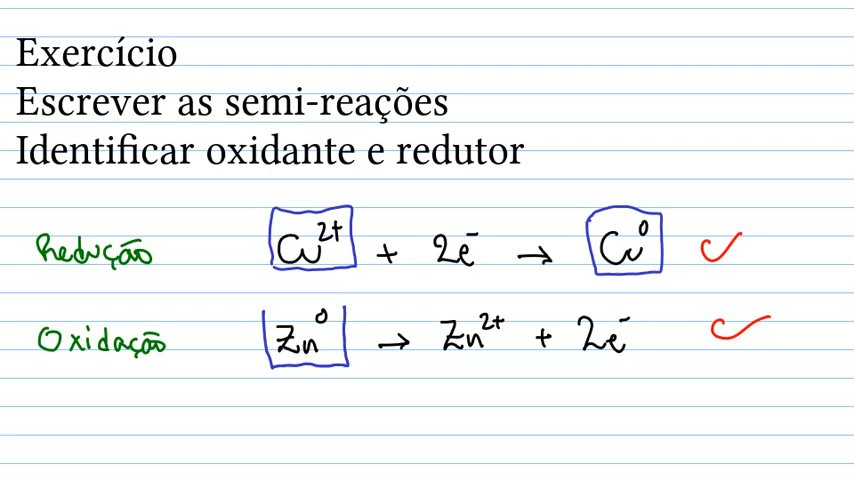 Exercício
Escrever as semi-reações
Identificar oxidante e redutor
Redução Cu²⁺ + 2e⁻ → Cu⁰
Oxidação Zn⁰ → Zn²⁺ + 2e⁻